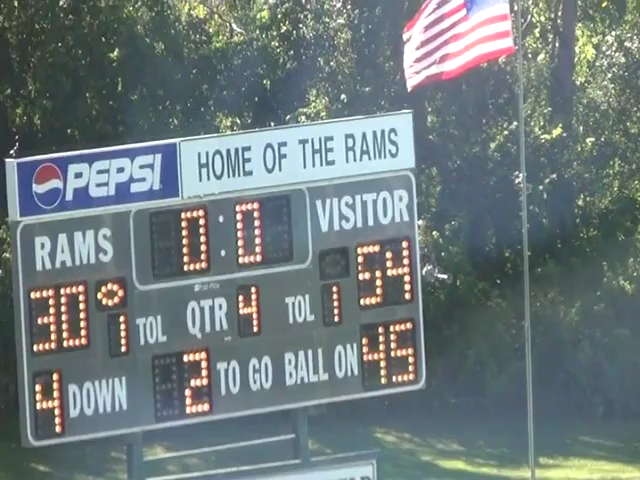 PEPSI HOME OF THE RAMS
RAMS 0:0 VISITOR
30 1 TOL QTR 4 TOL 1 54
4 DOWN 2 TO GO BALL ON 45